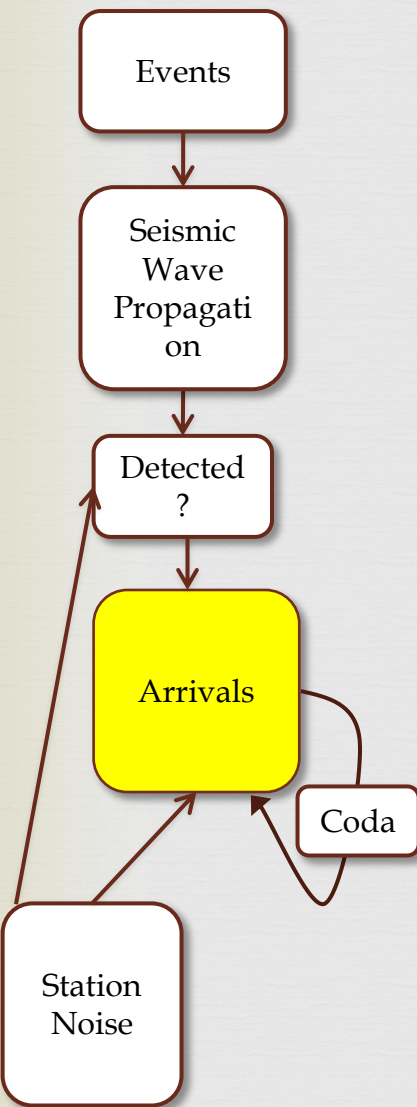 Events
Seismic
Wave
Propagati
on
Detected
?
Arrivals
Coda
Station
Noise